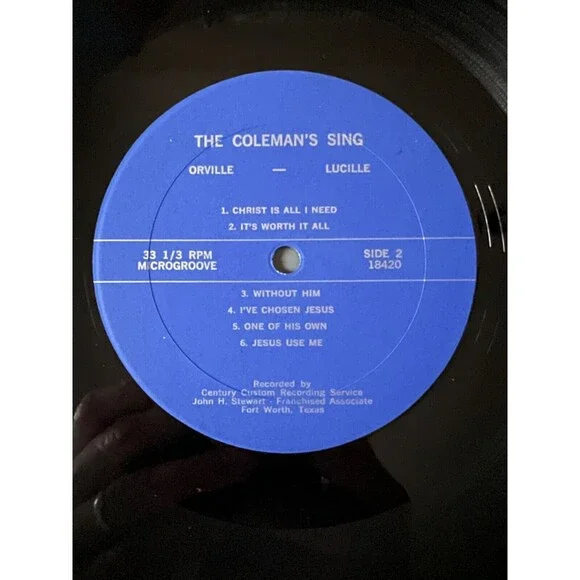 THE COLEMAN'S SING
ORVILLE — LUCILLE
1. CHRIST IS ALL I NEED
2. IT'S WORTH IT ALL
33 1/3 RPM SIDE 2
MICROGROOVE 18420
3. WITHOUT HIM
4. I'VE CHOSEN JESUS
5. ONE OF HIS OWN
6. JESUS USE ME
Recorded by
Century Custom Recording Service
John H. Stewart - Franchised Associate
Fort Worth, Texas